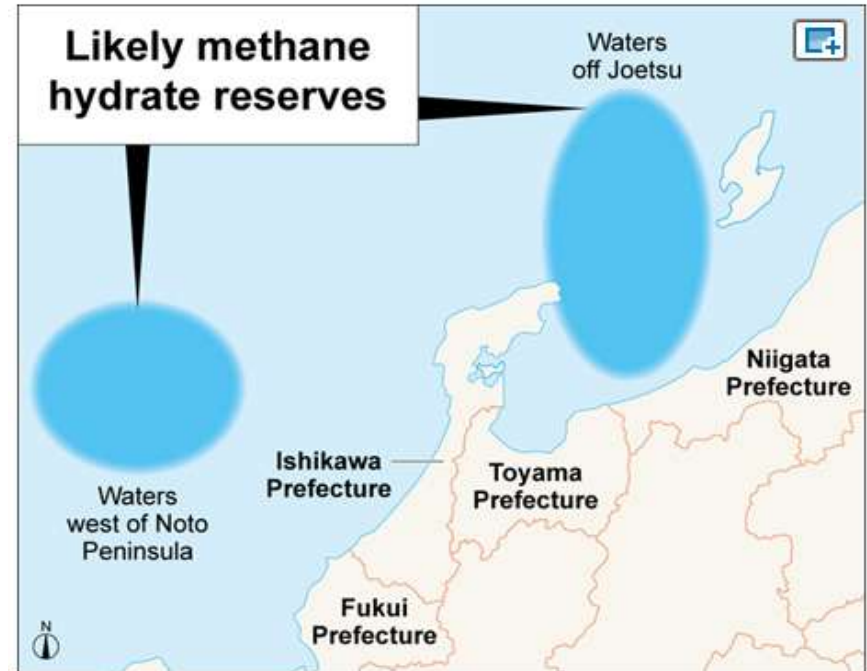 Likely methane
hydrate reserves
Waters
off Joetsu
Niigata
Prefecture
Ishikawa
Prefecture
Toyama
Prefecture
Waters
west of Noto
Peninsula
Fukui
Prefecture
N